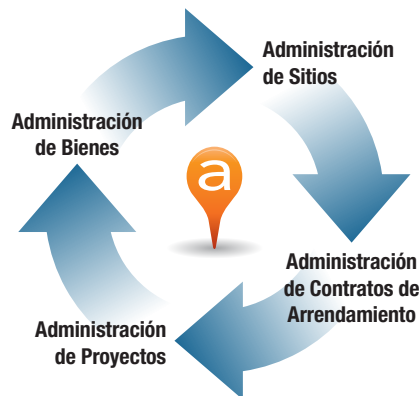 Administración
de Sitios
Administración
de Contratos de
Arrendamiento
Administración
de Proyectos
Administración
de Bienes
a